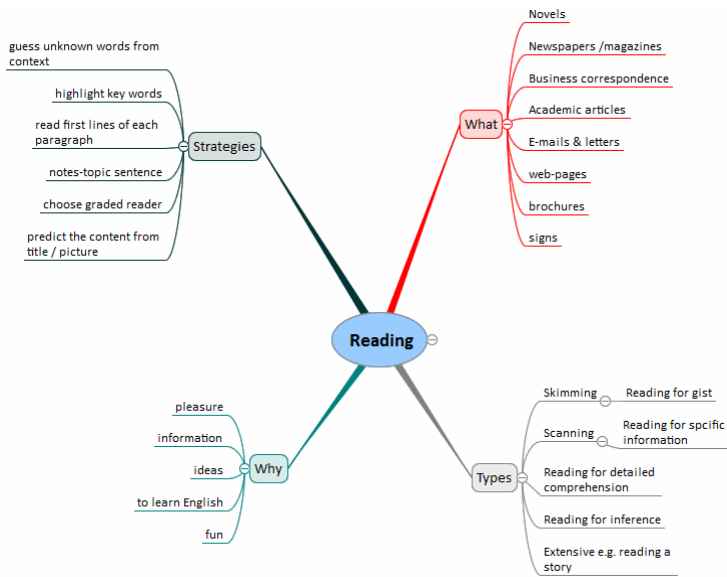 Reading
Strategies
guess unknown words from
context
highlight key words
read first lines of each
paragraph
notes-topic sentence
choose graded reader
predict the content from
title / picture
What
Novels
Newspapers /magazines
Business correspondence
Academic articles
E-mails & letters
web-pages
brochures
signs
Why
pleasure
information
ideas
to learn English
fun
Types
Skimming
Reading for gist
Scanning
Reading for spcific
information
Reading for detailed
comprehension
Reading for inference
Extensive e.g. reading a
story